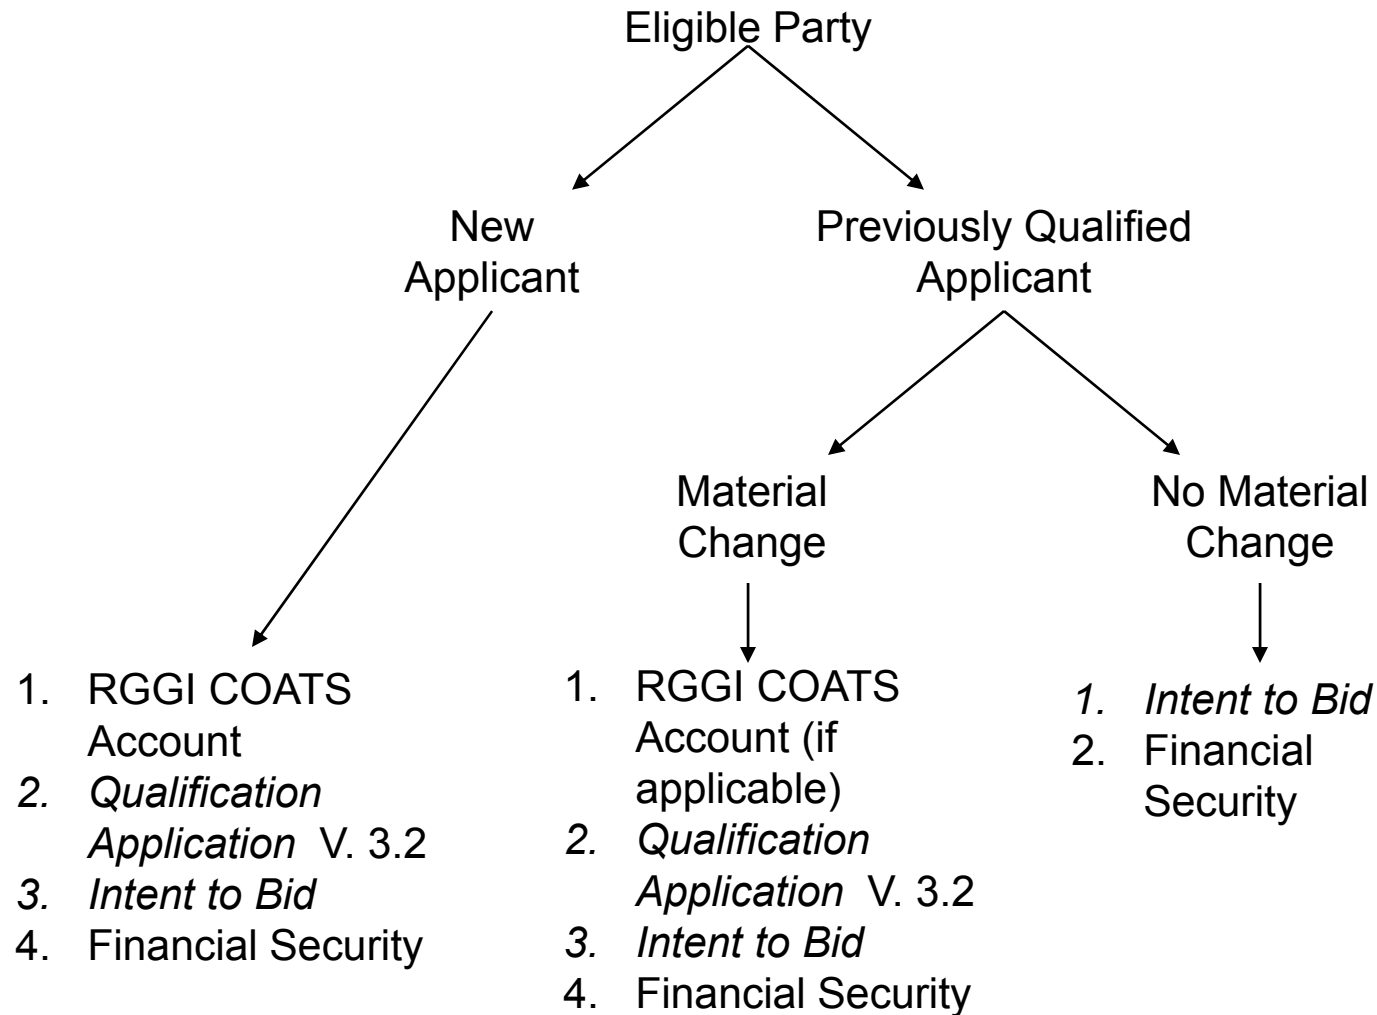 Eligible Party
New
Applicant
Previously Qualified
Applicant
Material
Change
No Material
Change
1. RGGI COATS
Account
2. Qualification
Application V. 3.2
3. Intent to Bid
4. Financial Security
1. RGGI COATS
Account (if
applicable)
2. Qualification
Application V. 3.2
3. Intent to Bid
4. Financial Security
1. Intent to Bid
2. Financial
Security